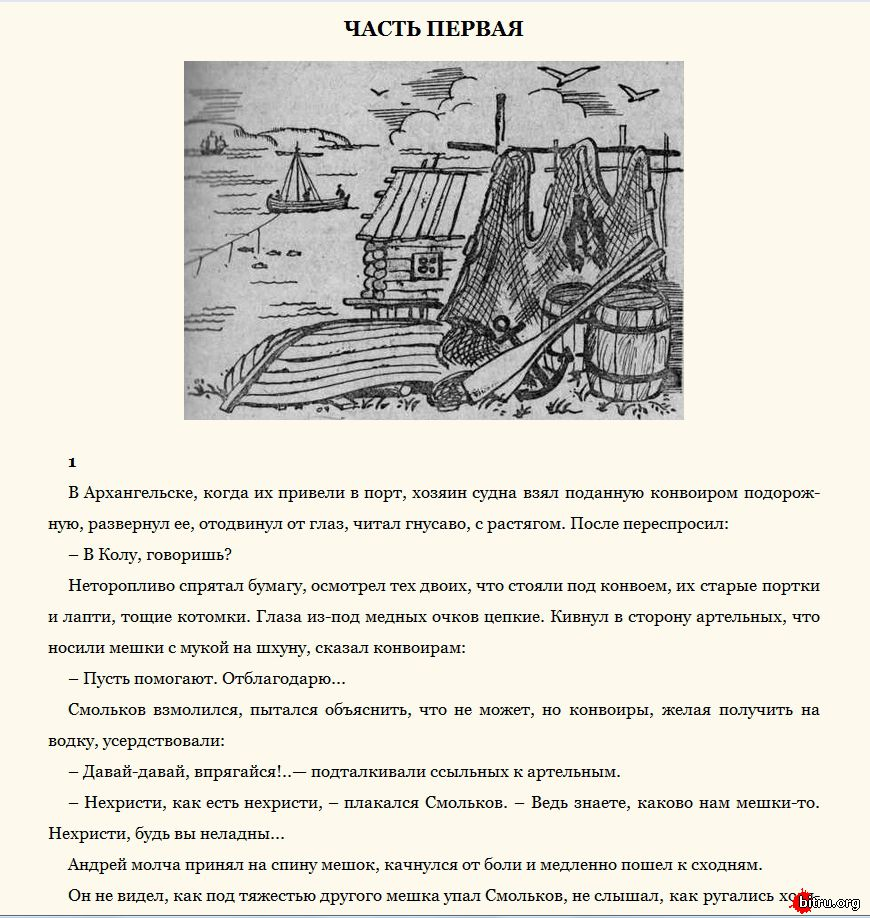 ЧАСТЬ ПЕРВАЯ
1
В Архангельске, когда их привели в порт, хозяин судна взял поданную конвоиром подорож-
ную, развернул ее, отодвинул от глаз, читал гнусаво, с растягом. После переспросил:
– В Колу, говоришь?
Неторопливо спрятал бумагу, осмотрел тех двоих, что стояли под конвоем, их старые портки
и лапти, тощие котомки. Глаза из-под медных очков цепкие. Кивнул в сторону артельных, что
носили мешки с мукой на шхуну, сказал конвоирам:
– Пусть помогают. Отблагодарю...
Смольков взмолился, пытался объяснить, что не может, но конвоиры, желая получить на
водку, усердствовали:
– Давай-давай, впрягайся!..— подталкивали ссыльных к артельным.
– Нехристи, как есть нехристи, – плакался Смольков. – Ведь знаете, каково нам мешки-то.
Нехристи, будь вы неладны...
Андрей молча принял на спину мешок, качнулся от боли и медленно пошел к сходням.
Он не видел, как под тяжестью другого мешка упал Смольков, не слышал, как ругались
bitru.org